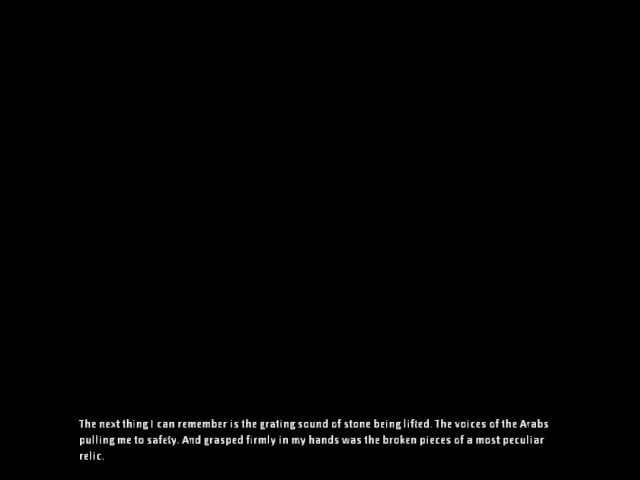 The next thing I can remember is the grating sound of stone being lifted. The voices of the Arabs
pulling me to safety. And grasped firmly in my hands was the broken pieces of a most peculiar
relic.